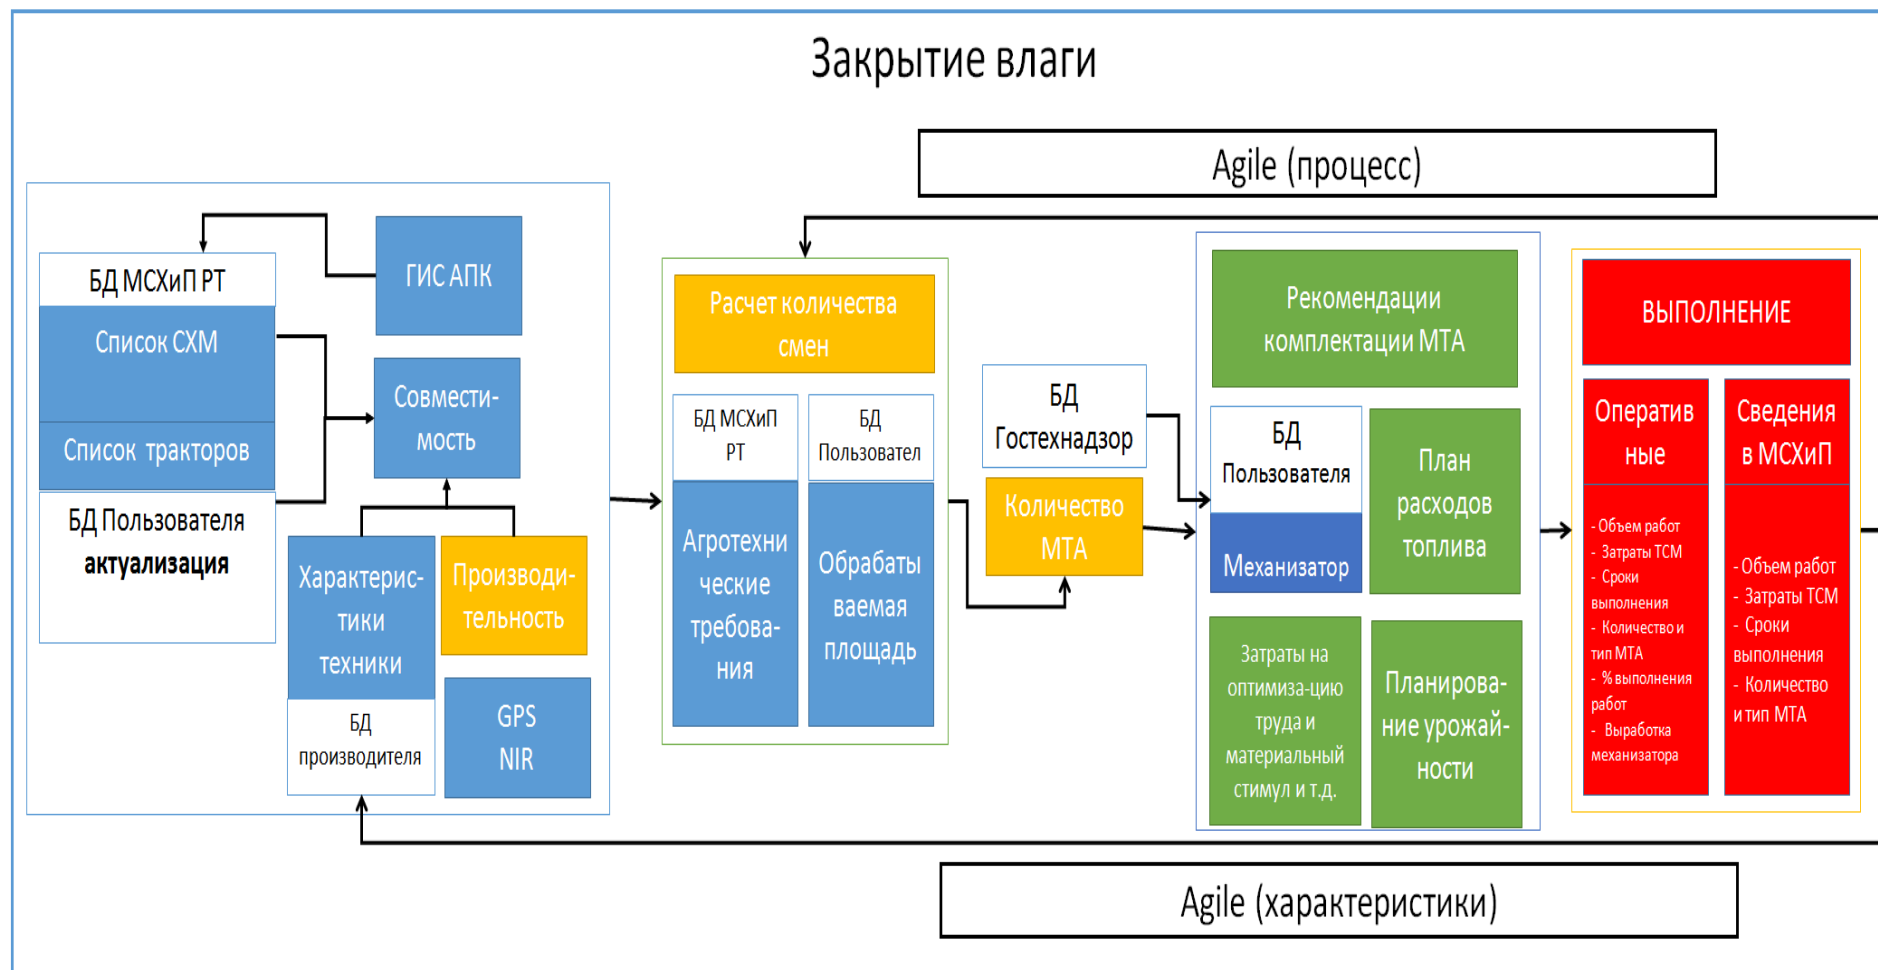 Закрытие влаги
Agile (процесс)
БД МСХиП РТ
Список СХМ
Список тракторов
БД Пользователя
актуализация
ГИС АПК
Совмести-
мость
Характерис-
тики
техники
БД
производителя
Производи-
тельность
GPS
NIR
Расчет количества
смен
БД МСХиП
РТ
Агротехни
ческие
требова-
ния
БД
Пользовател
Обрабаты
ваемая
площадь
БД
Гостехнадзор
Количество
МТА
Рекомендации
комплектации МТА
БД
Пользователя
Механизатор
План
расходов
топлива
Затраты на
оптимиза-цию
труда и
материальный
стимул и т.д.
Планирова-
ние урожай-
ности
ВЫПОЛНЕНИЕ
Оператив
ные
- Объем работ
- Затраты ТСМ
- Сроки
выполнения
- Количество и
тип МТА
- % выполнения
работ
- Выработка
механизатора
Сведения
в МСХиП
- Объем работ
- Затраты ТСМ
- Сроки
выполнения
- Количество
и тип МТА
Agile (характеристики)